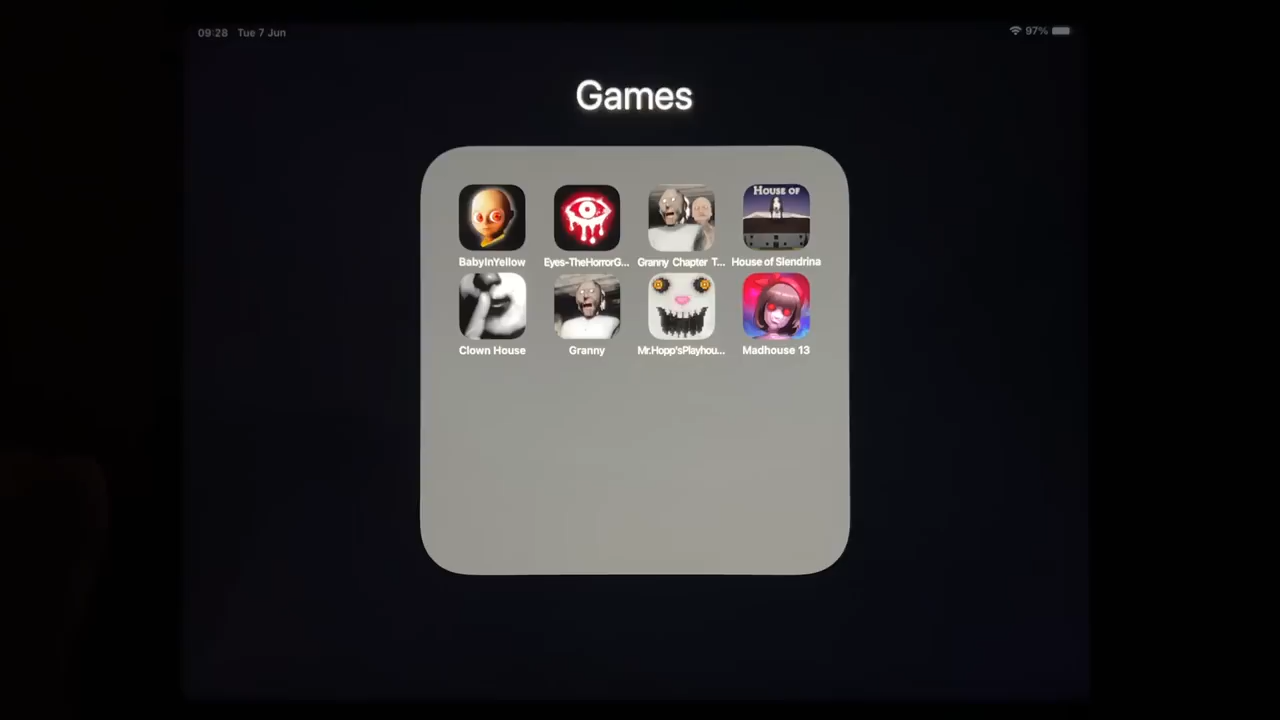 09:28 Tue 7 Jun
97%
Games
HOUSE OF
BabyInYellow
Eyes-TheHorrorG...
Granny Chapter T...
House of Slendrina
Clown House
Granny
Mr.Hopp'sPlayhou...
Madhouse 13